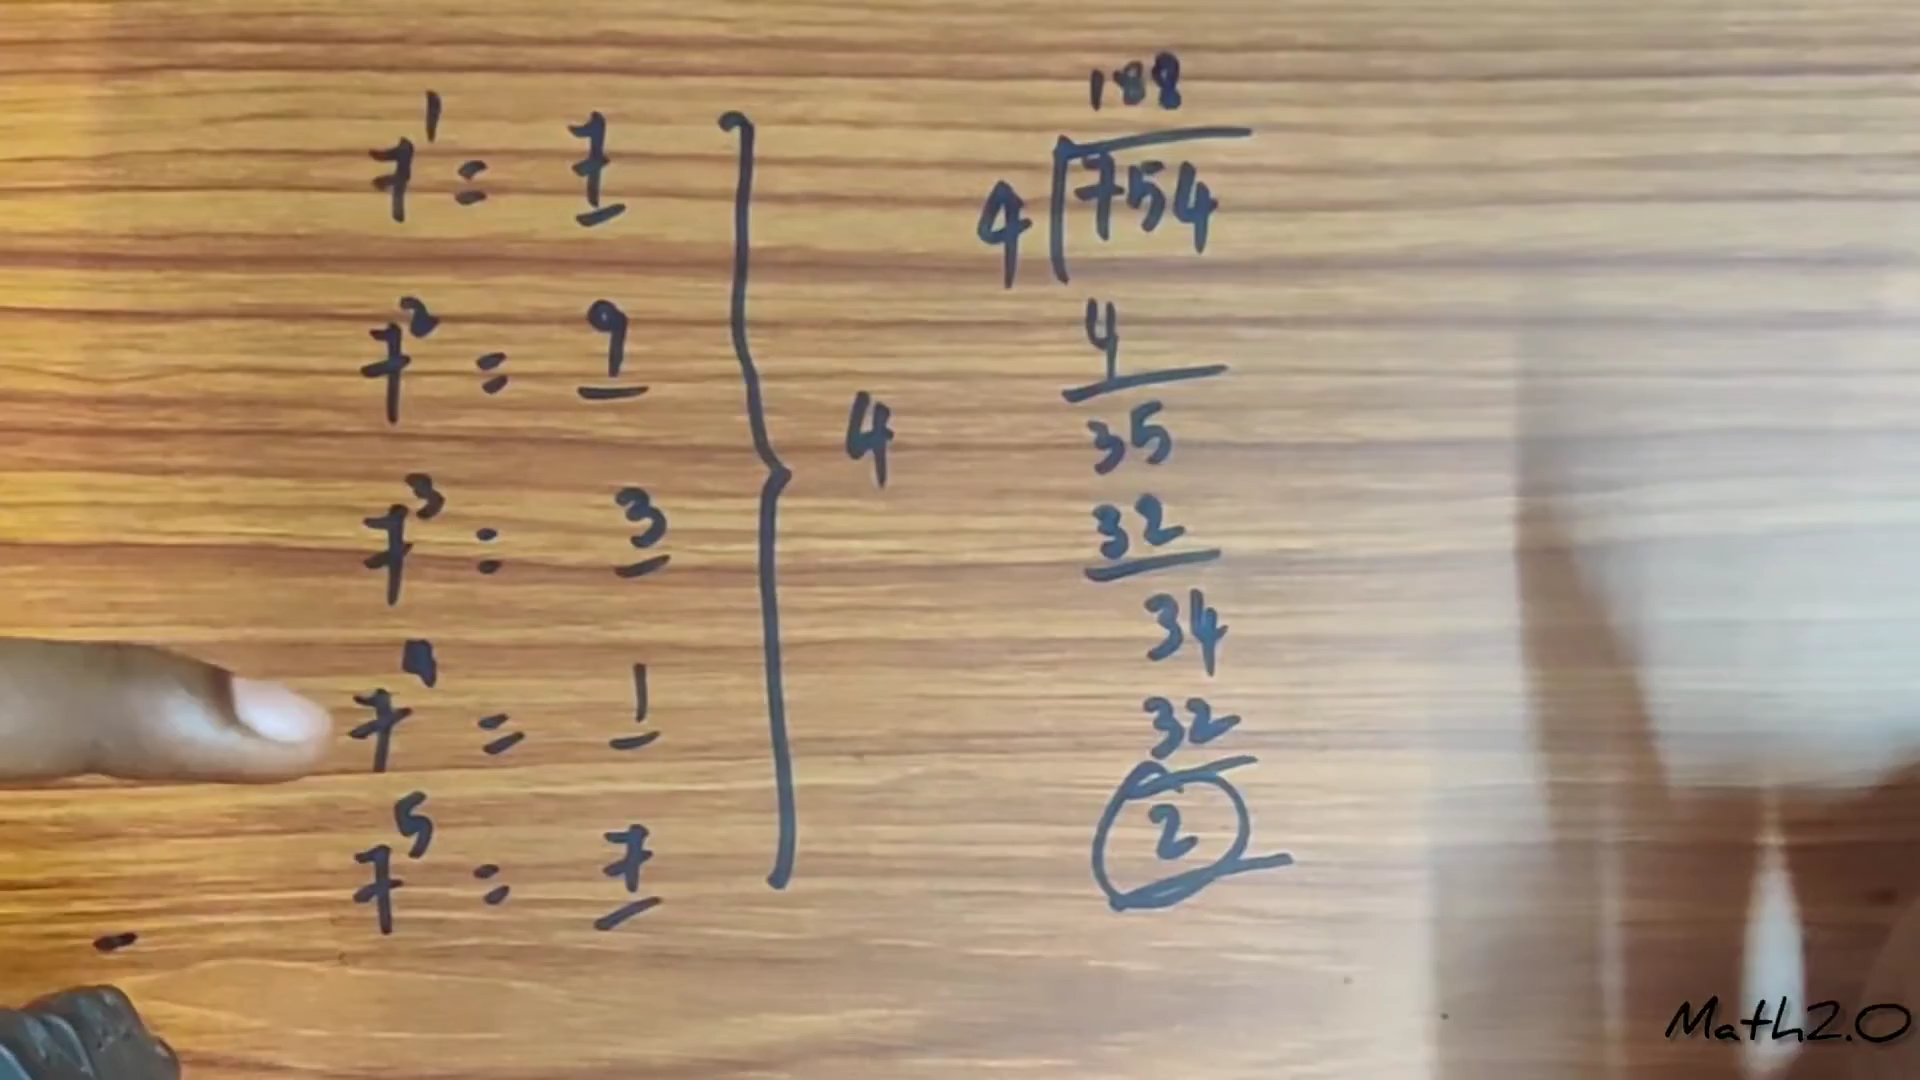 7¹ = 7
7² = 9
7³ = 3
7⁴ = 1
7⁵ = 7
4
188
4 754
4
35
32
34
32
2
Math2.0